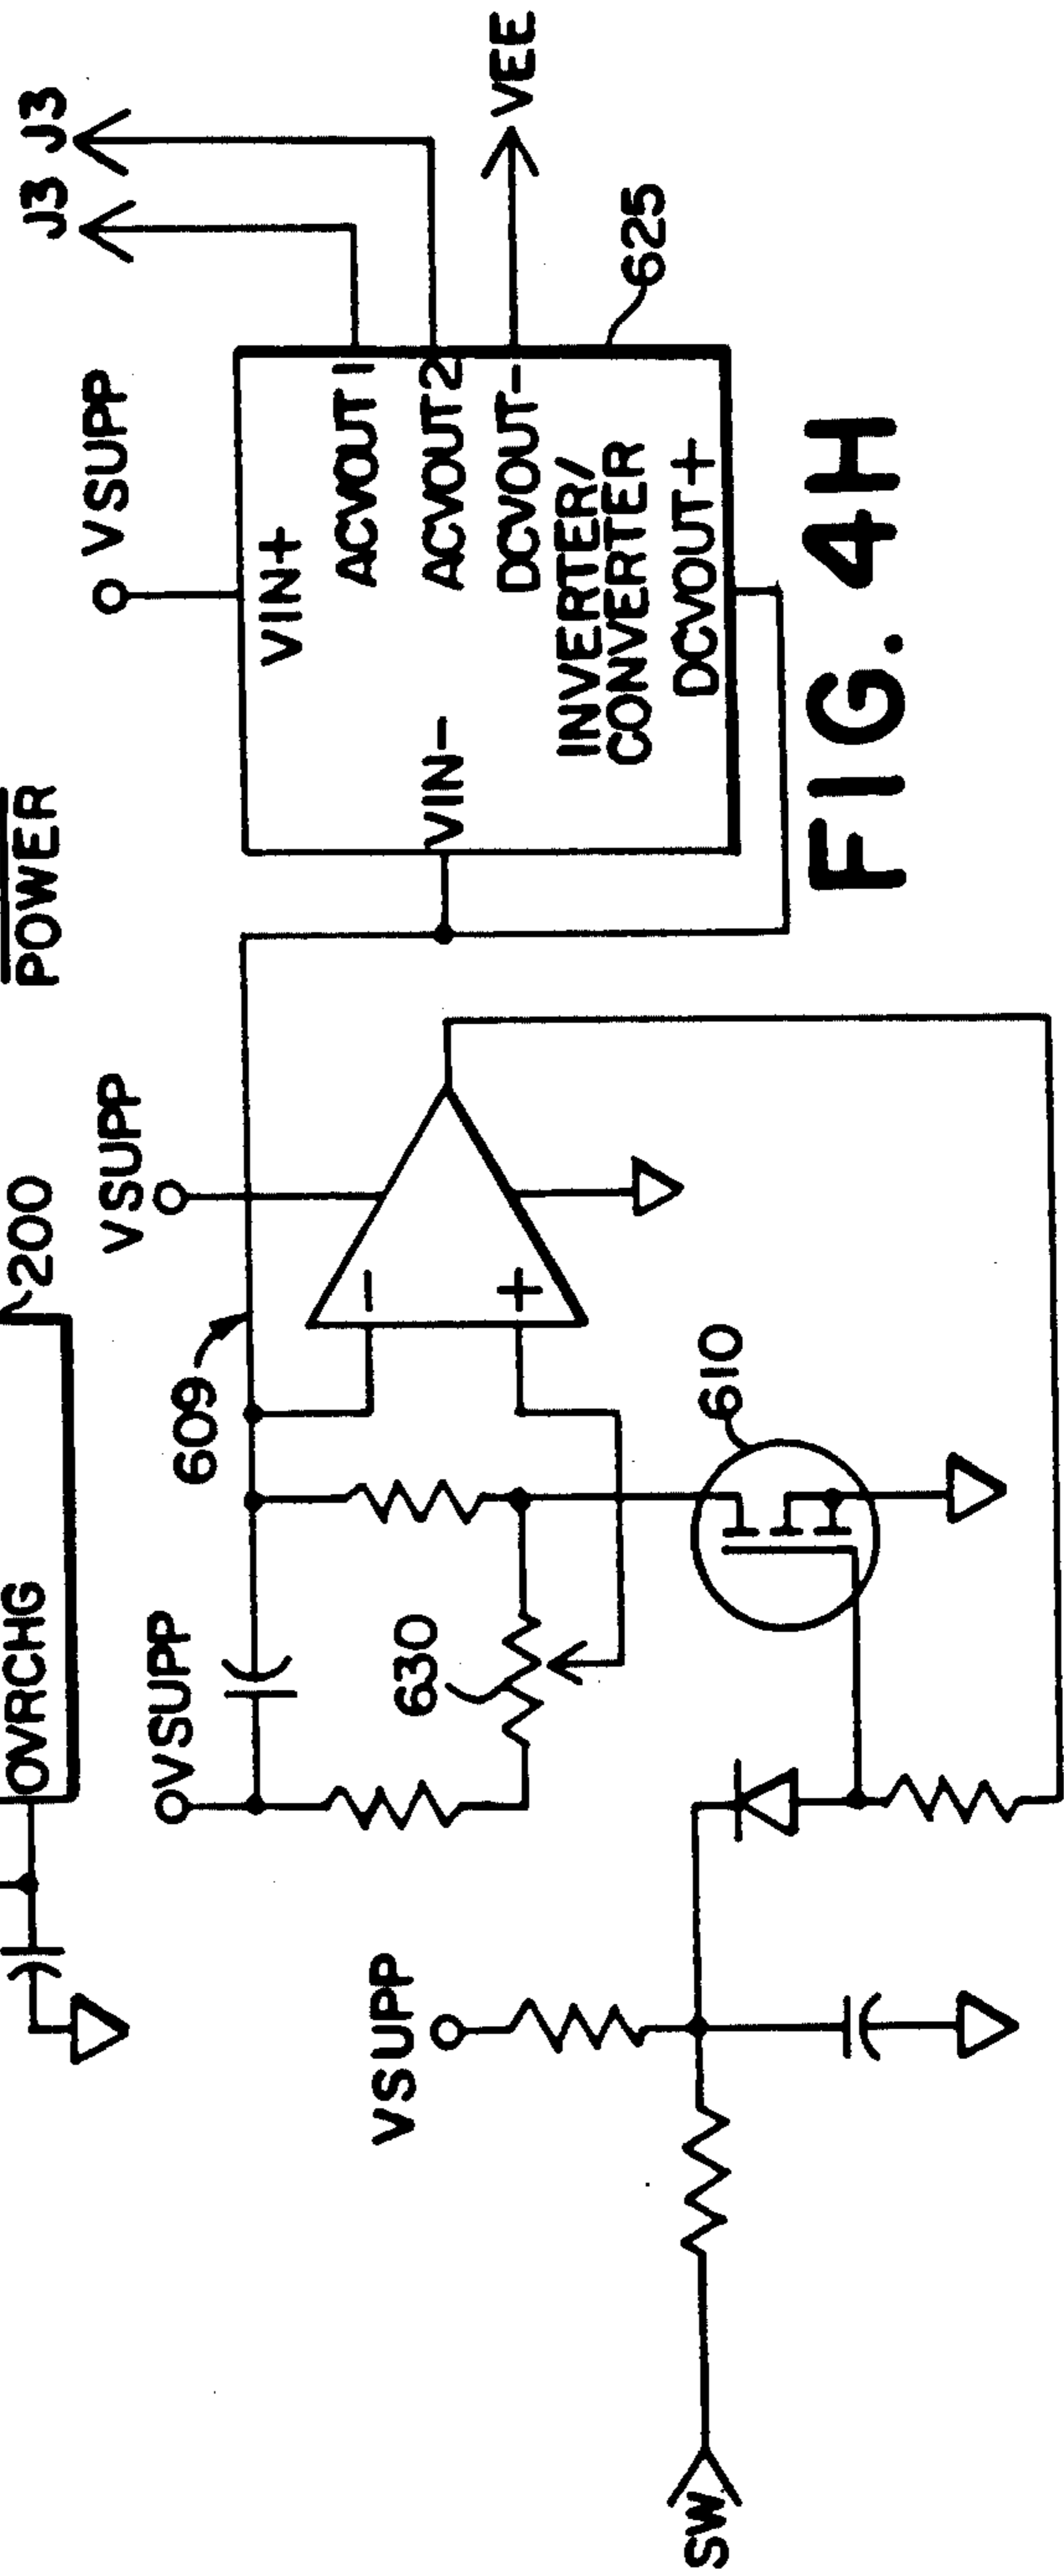 POWER
OVRCHG
200
J3 J3
VSUPP
VIN+
ACVOUT1
ACVOUT2
DCVOUT-
VIN-
INVERTER/
CONVERTER
DCVOUT+
VEE
625
VSUPP
609
-
+
VSUPP
630
610
VSUPP
SW
FIG. 4H